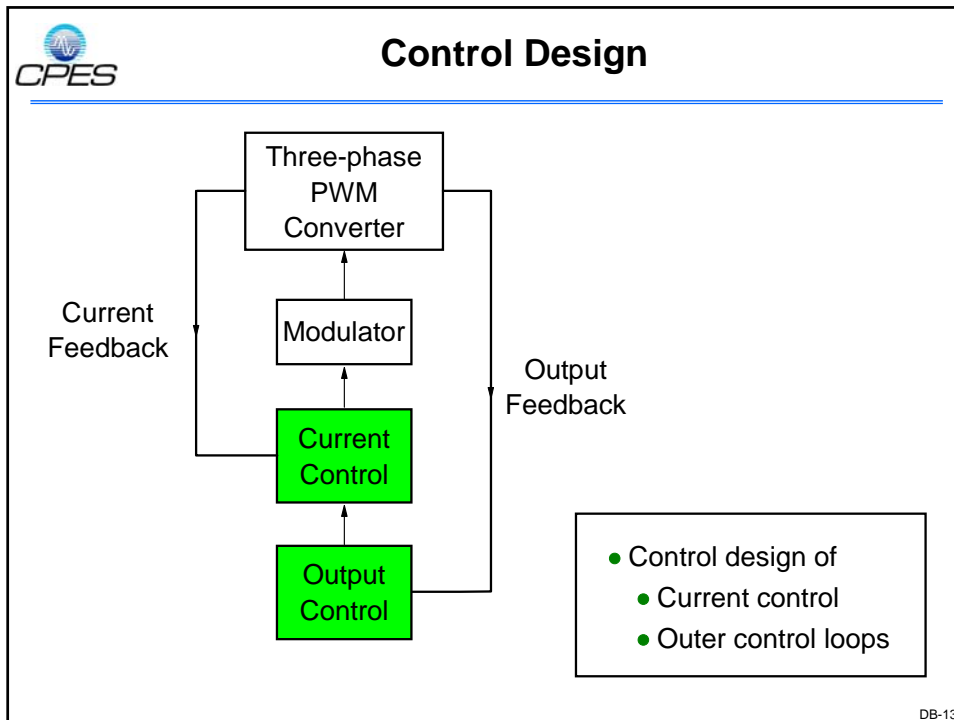 CPES
Control Design
Three-phase
PWM
Converter
Current
Feedback
Modulator
Output
Feedback
Current
Control
Output
Control
● Control design of
● Current control
● Outer control loops
DB-13